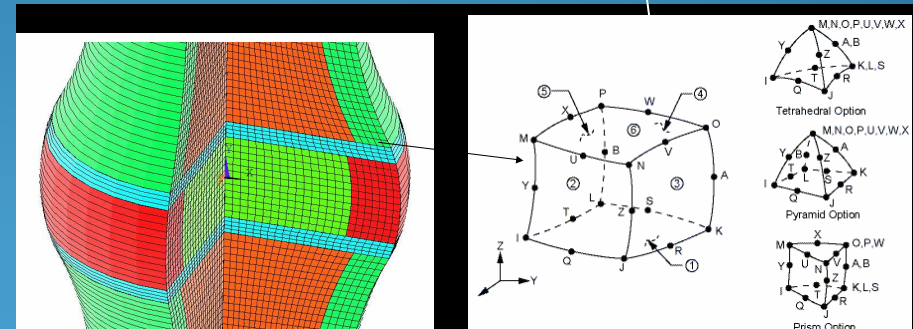 Y
X
P
W
O
X
M
B
U
V
N
A
Y
L
T
Z
S
K
I
Q
J
R
①
②
③
④
⑤
⑥
Z
Y
M,N,O,P,U,V,W,X
A,B
Y
Z
K,L,S
I
T
R
Q
J
Tetrahedral Option
M,N,O,P,U,V,W,X
A
Y
B
Z
T
L
S
K
I
R
Q
J
Pyramid Option
X
M
O,P,W
U
V
N
Y
A,B
Z
I
T
K,L,S
R
Q
J
Prism Option